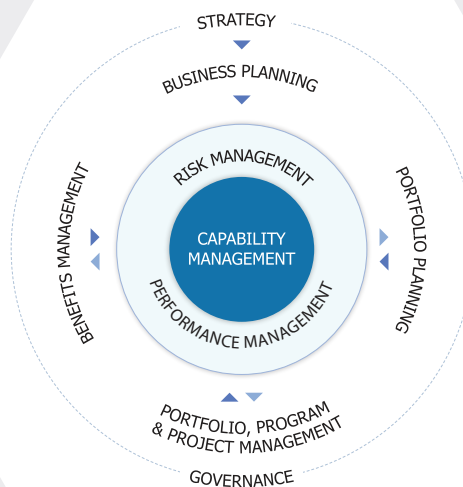 STRATEGY
BUSINESS PLANNING
RISK MANAGEMENT
CAPABILITY
MANAGEMENT
PERFORMANCE MANAGEMENT
BENEFITS MANAGEMENT
PORTFOLIO PLANNING
PORTFOLIO, PROGRAM
& PROJECT MANAGEMENT
GOVERNANCE